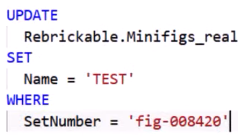 UPDATE
Rebrickable.Minifigs_real
SET
Name = 'TEST'
WHERE
SetNumber = 'fig-008420'